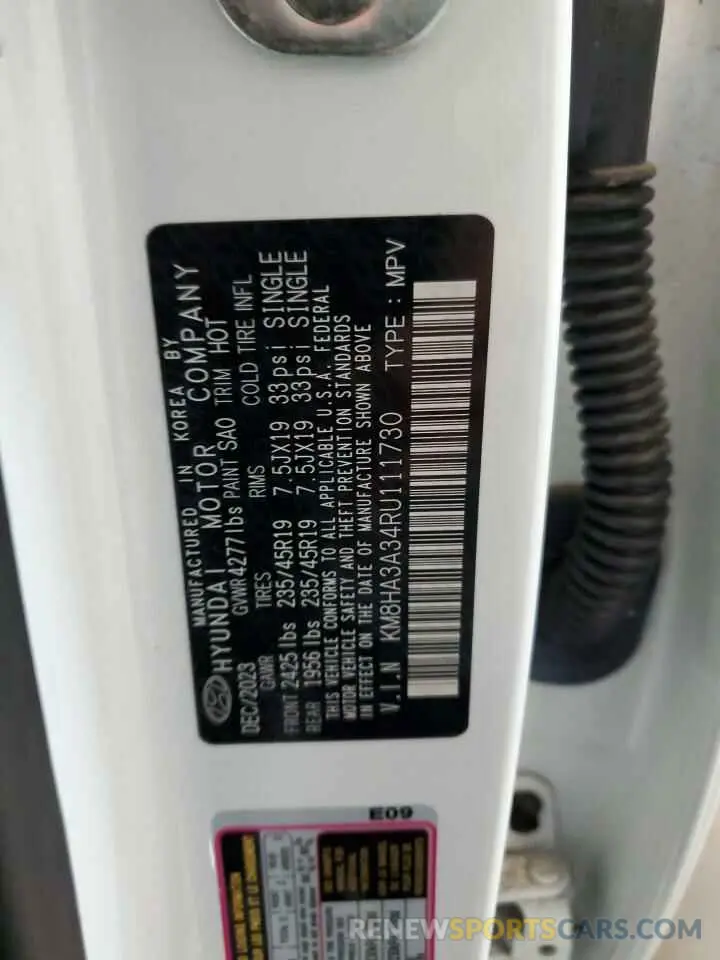 MANUFACTURED IN KOREA BY
HYUNDAI MOTOR COMPANY
DEC/2023 GVWR 4277 lbs PAINT SAO TRIM HOT
GAWR TIRES RIMS COLD TIRE INFL
FRONT 2425 lbs 235/45R19 7.5JX19 33psi SINGLE
REAR 1956 lbs 235/45R19 7.5JX19 33psi SINGLE
THIS VEHICLE CONFORMS TO ALL APPLICABLE U.S.A. FEDERAL
MOTOR VEHICLE SAFETY AND THEFT PREVENTION STANDARDS
IN EFFECT ON THE DATE OF MANUFACTURE SHOWN ABOVE
V.I.N KM8HA3A34RU111730 TYPE : MPV
E09
RENEWSPORTSCARS.COM